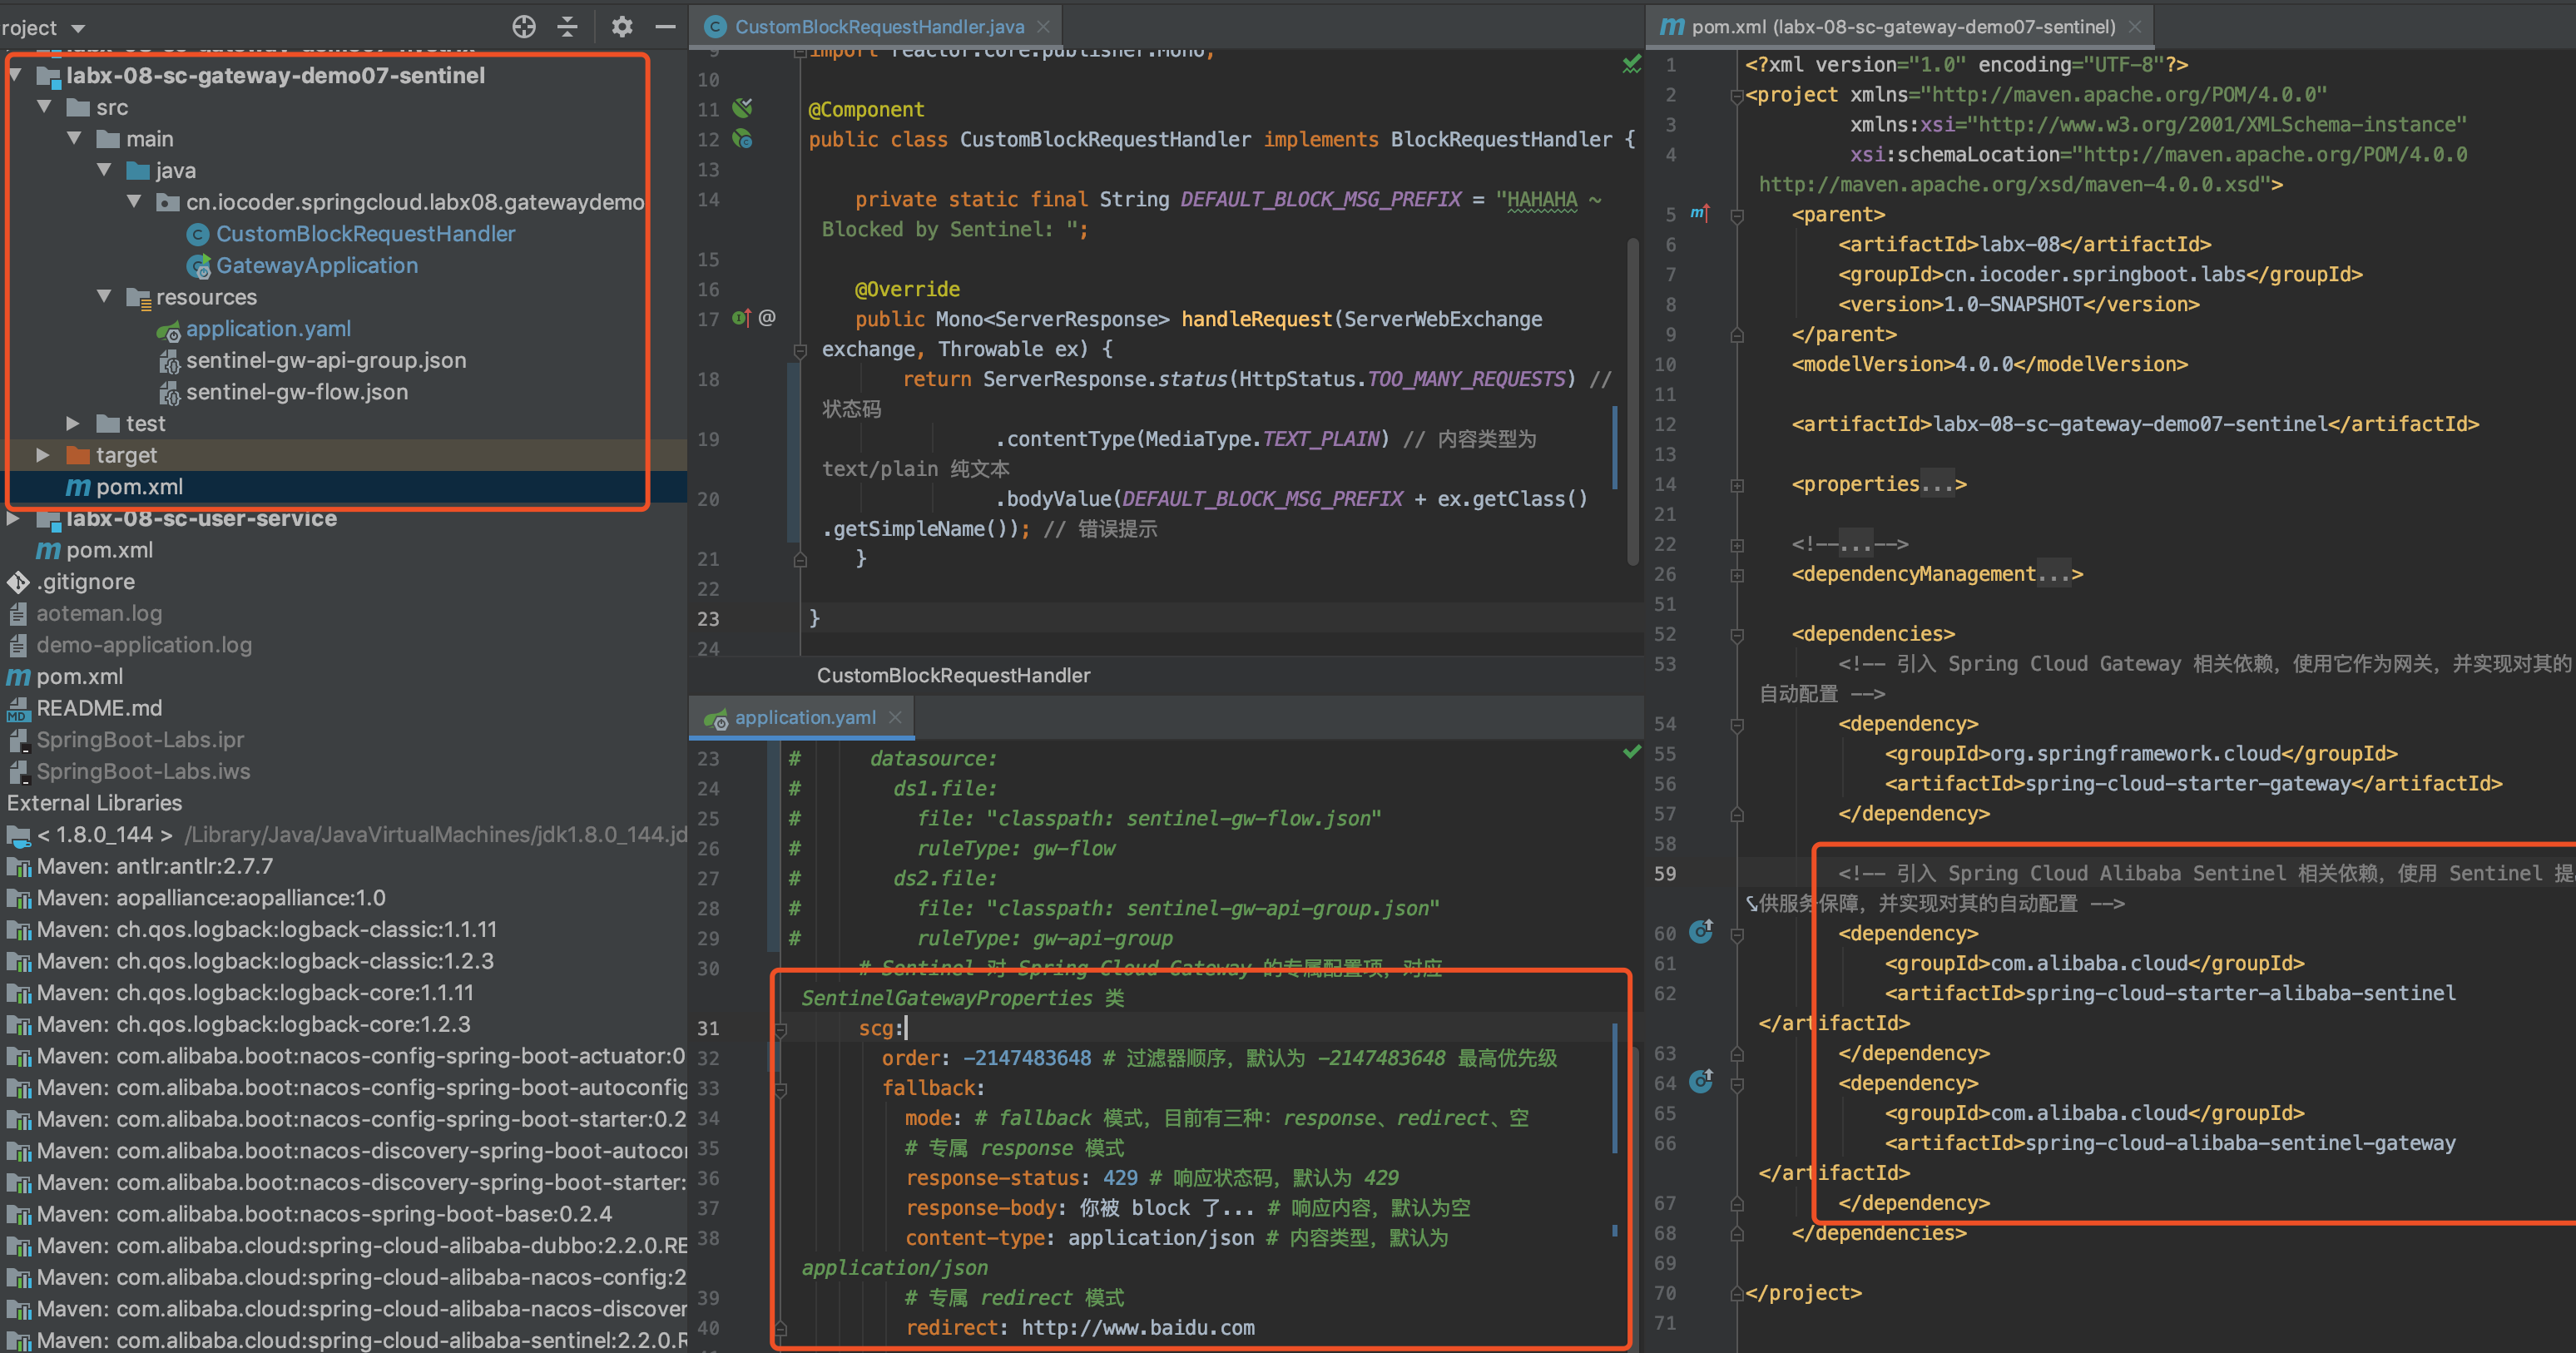 roject
labx-08-sc-gateway-demo07-sentinel
src
main
java
cn.iocoder.springcloud.labx08.gatewaydemo
CustomBlockRequestHandler
GatewayApplication
resources
application.yaml
sentinel-gw-api-group.json
sentinel-gw-flow.json
test
target
pom.xml
labx-08-sc-user-service
pom.xml
.gitignore
aoteman.log
demo-application.log
pom.xml
README.md
SpringBoot-Labs.ipr
SpringBoot-Labs.iws
External Libraries
< 1.8.0_144 > /Library/Java/JavaVirtualMachines/jdk1.8.0_144.jd
Maven: antlr:antlr:2.7.7
Maven: aopalliance:aopalliance:1.0
Maven: ch.qos.logback:logback-classic:1.1.11
Maven: ch.qos.logback:logback-classic:1.2.3
Maven: ch.qos.logback:logback-core:1.1.11
Maven: ch.qos.logback:logback-core:1.2.3
Maven: com.alibaba.boot:nacos-config-spring-boot-actuator:0
Maven: com.alibaba.boot:nacos-config-spring-boot-autoconfig
Maven: com.alibaba.boot:nacos-config-spring-boot-starter:0.2
Maven: com.alibaba.boot:nacos-discovery-spring-boot-autocon
Maven: com.alibaba.boot:nacos-discovery-spring-boot-starter:
Maven: com.alibaba.boot:nacos-spring-boot-base:0.2.4
Maven: com.alibaba.cloud:spring-cloud-alibaba-dubbo:2.2.0.RE
Maven: com.alibaba.cloud:spring-cloud-alibaba-nacos-config:2
Maven: com.alibaba.cloud:spring-cloud-alibaba-nacos-discover
Maven: com.alibaba.cloud:spring-cloud-alibaba-sentinel:2.2.0.R
CustomBlockRequestHandler.java
9 import reactor.core.publisher.Mono;
10
11 @Component
12 public class CustomBlockRequestHandler implements BlockRequestHandler {
13
14 private static final String DEFAULT_BLOCK_MSG_PREFIX = "HAHAHA ~
Blocked by Sentinel: ";
15
16 @Override
17 public Mono<ServerResponse> handleRequest(ServerWebExchange
exchange, Throwable ex) {
18 return ServerResponse.status(HttpStatus.TOO_MANY_REQUESTS) //
状态码
19 .contentType(MediaType.TEXT_PLAIN) // 内容类型为
text/plain 纯文本
20 .bodyValue(DEFAULT_BLOCK_MSG_PREFIX + ex.getClass()
.getSimpleName()); // 错误提示
21 }
22
23 }
24
CustomBlockRequestHandler
application.yaml
23 # datasource:
24 # ds1.file:
25 # file: "classpath: sentinel-gw-flow.json"
26 # ruleType: gw-flow
27 # ds2.file:
28 # file: "classpath: sentinel-gw-api-group.json"
29 # ruleType: gw-api-group
30 # Sentinel 对 Spring Cloud Gateway 的专属配置项，对应
SentinelGatewayProperties 类
31 scg:
32 order: -2147483648 # 过滤器顺序，默认为 -2147483648 最高优先级
33 fallback:
34 mode: # fallback 模式，目前有三种：response、redirect、空
35 # 专属 response 模式
36 response-status: 429 # 响应状态码，默认为 429
37 response-body: 你被 block 了... # 响应内容，默认为空
38 content-type: application/json # 内容类型，默认为
application/json
39 # 专属 redirect 模式
40 redirect: http://www.baidu.com
pom.xml (labx-08-sc-gateway-demo07-sentinel)
1 <?xml version="1.0" encoding="UTF-8"?>
2 <project xmlns="http://maven.apache.org/POM/4.0.0"
3 xmlns:xsi="http://www.w3.org/2001/XMLSchema-instance"
4 xsi:schemaLocation="http://maven.apache.org/POM/4.0.0
http://maven.apache.org/xsd/maven-4.0.0.xsd">
5 <parent>
6 <artifactId>labx-08</artifactId>
7 <groupId>cn.iocoder.springboot.labs</groupId>
8 <version>1.0-SNAPSHOT</version>
9 </parent>
10 <modelVersion>4.0.0</modelVersion>
11
12 <artifactId>labx-08-sc-gateway-demo07-sentinel</artifactId>
13
14 <properties...>
21
22 <!--...-->
26 <dependencyManagement...>
51
52 <dependencies>
53 <!-- 引入 Spring Cloud Gateway 相关依赖，使用它作为网关，并实现对其的
自动配置 -->
54 <dependency>
55 <groupId>org.springframework.cloud</groupId>
56 <artifactId>spring-cloud-starter-gateway</artifactId>
57 </dependency>
58
59 <!-- 引入 Spring Cloud Alibaba Sentinel 相关依赖，使用 Sentinel 提
供服务保障，并实现对其的自动配置 -->
60 <dependency>
61 <groupId>com.alibaba.cloud</groupId>
62 <artifactId>spring-cloud-starter-alibaba-sentinel
</artifactId>
63 </dependency>
64 <dependency>
65 <groupId>com.alibaba.cloud</groupId>
66 <artifactId>spring-cloud-alibaba-sentinel-gateway
</artifactId>
67 </dependency>
68 </dependencies>
69
70 </project>
71